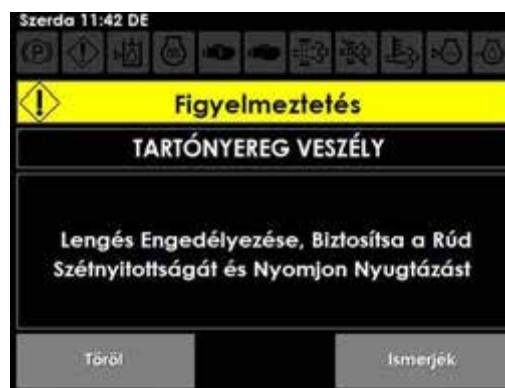 Szerda 11:42 DE
Figyelmeztetés
TARTÓNYEREG VESZÉLY
Lengés Engedélyezése, Biztosítsa a Rúd
Szétnyitottságát és Nyomjon Nyugtázást
Töröl
Ismerjék